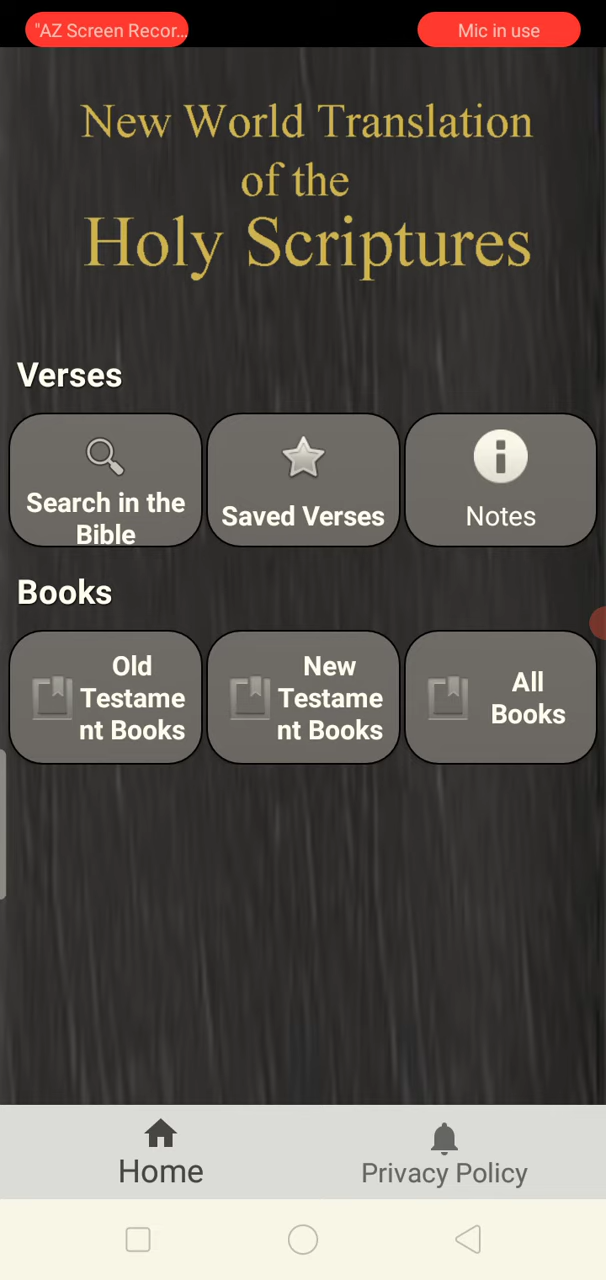 "AZ Screen Recor...
Mic in use
New World Translation
of the
Holy Scriptures
Verses
Search in the
Bible
Saved Verses
Notes
Books
Old
Testame
nt Books
New
Testame
nt Books
All
Books
Home
Privacy Policy